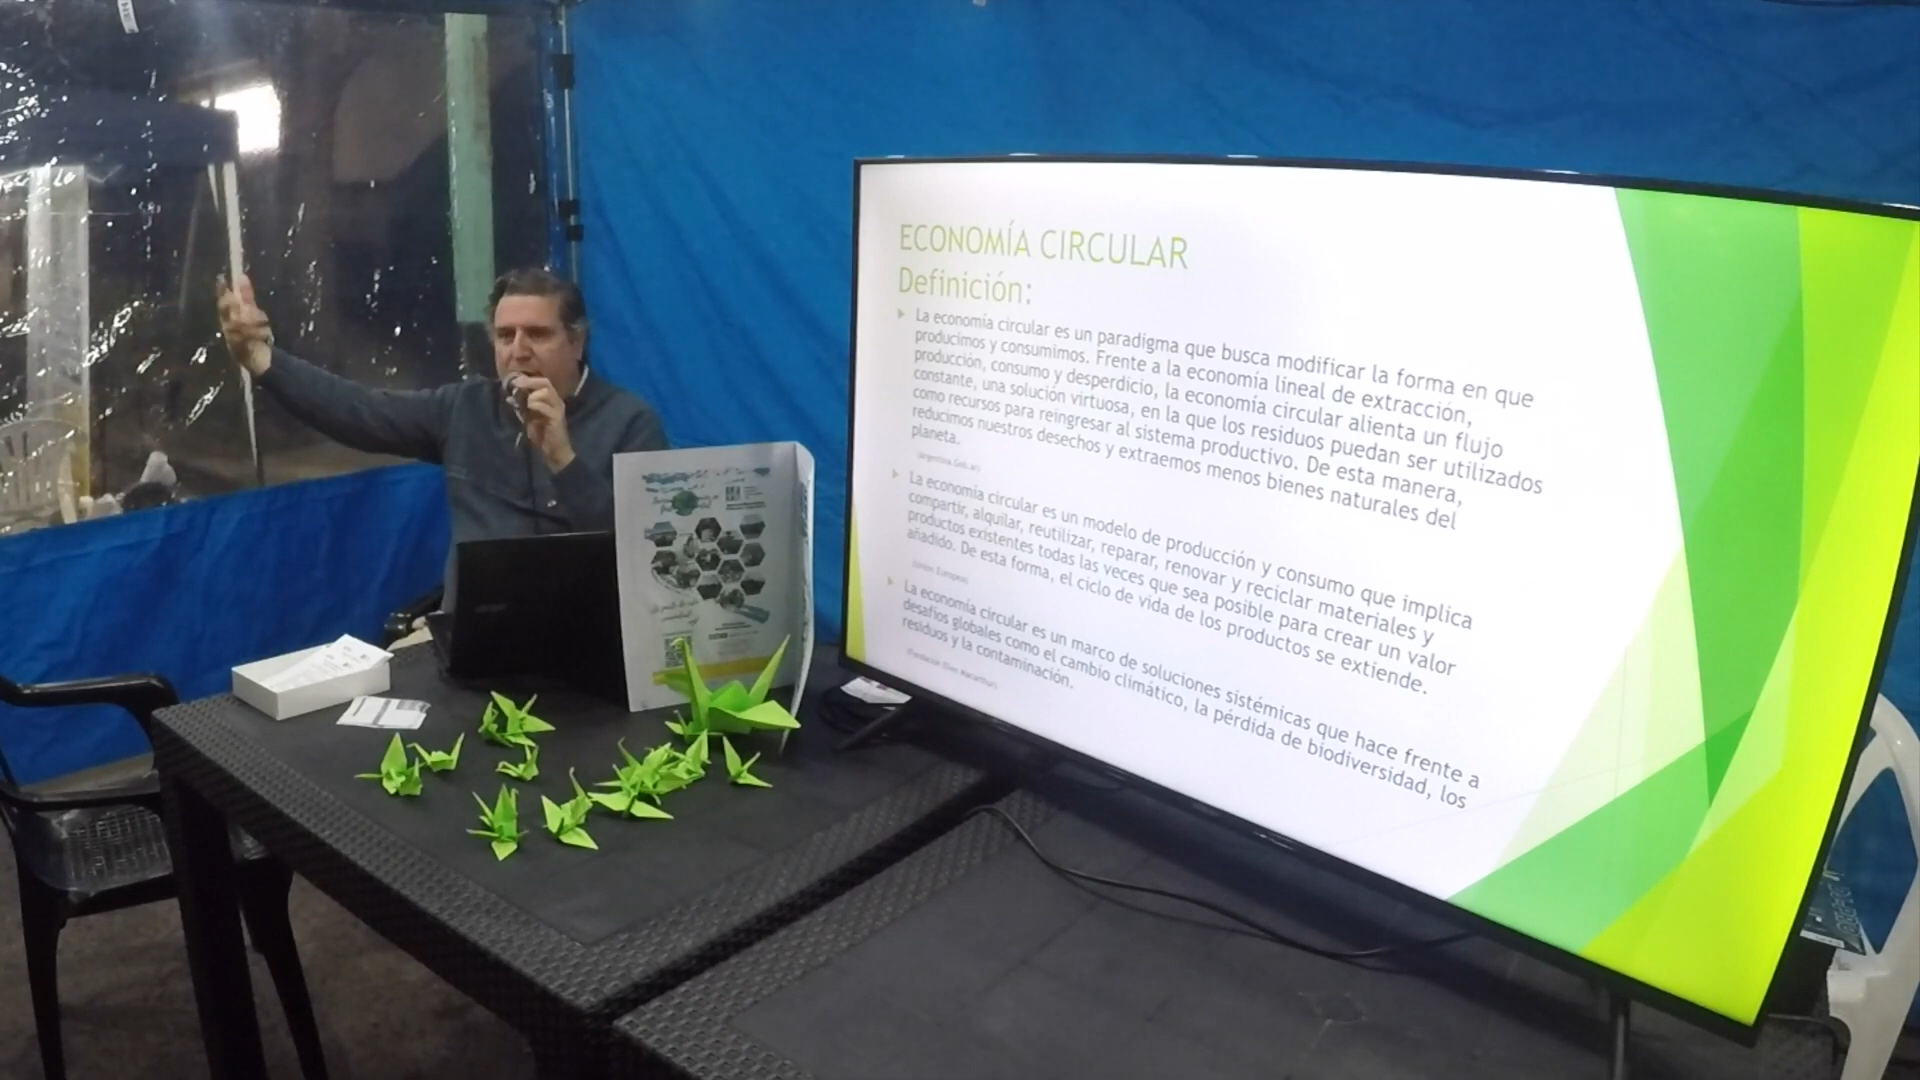 ECONOMÍA CIRCULAR
Definición:
La economía circular es un paradigma que busca modificar la forma en que
producimos y consumimos. Frente a la economía lineal de extracción,
producción, consumo y desperdicio, la economía circular alienta un flujo
constante, una solución virtuosa, en la que los residuos puedan ser utilizados
como recursos para reingresar al sistema productivo. De esta manera,
reducimos nuestros desechos y extraemos menos bienes naturales del
planeta.
(Argentina.Gob.ar)
La economía circular es un modelo de producción y consumo que implica
compartir, alquilar, reutilizar, reparar, renovar y reciclar materiales y
productos existentes todas las veces que sea posible para crear un valor
añadido. De esta forma, el ciclo de vida de los productos se extiende.
(Unión Europea)
La economía circular es un marco de soluciones sistémicas que hace frente a
desafíos globales como el cambio climático, la pérdida de biodiversidad, los
residuos y la contaminación.